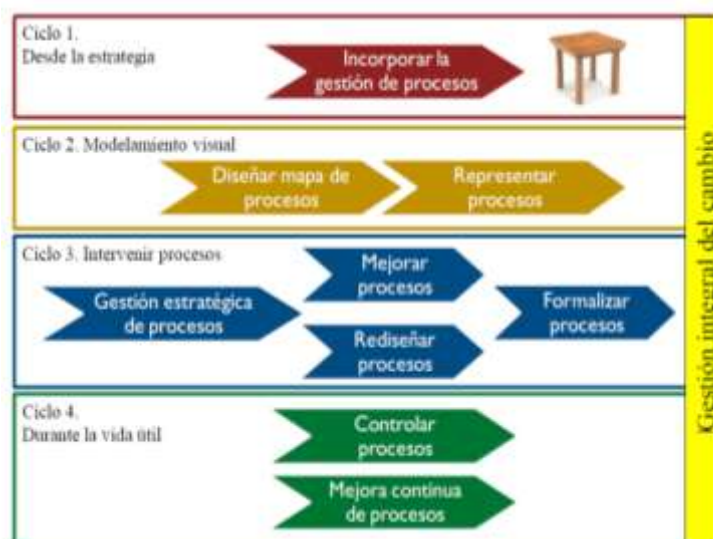 Ciclo 1.
Desde la estrategia
Incorporar la
gestión de procesos
Ciclo 2. Modelamiento visual
Diseñar mapa de
procesos
Representar
procesos
Ciclo 3. Intervenir procesos
Gestión estratégica
de procesos
Mejorar
procesos
Rediseñar
procesos
Formalizar
procesos
Ciclo 4.
Durante la vida útil
Controlar
procesos
Mejora continua
de procesos
Gestión integral del cambio